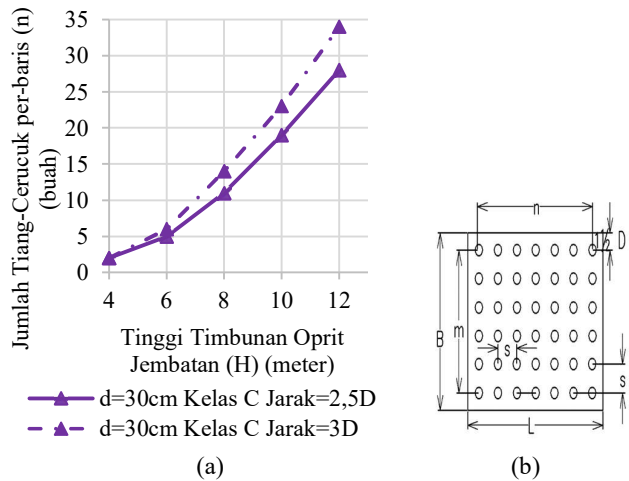 Jumlah Tiang-Cerucuk per-baris (n)
(buah)
35
30
25
20
15
10
5
0
4 6 8 10 12
Tinggi Timbunan Oprit
Jembatan (H) (meter)
d=30cm Kelas C Jarak=2,5D
d=30cm Kelas C Jarak=3D
(a)
n
1½ D
B
m
s
s
L
(b)